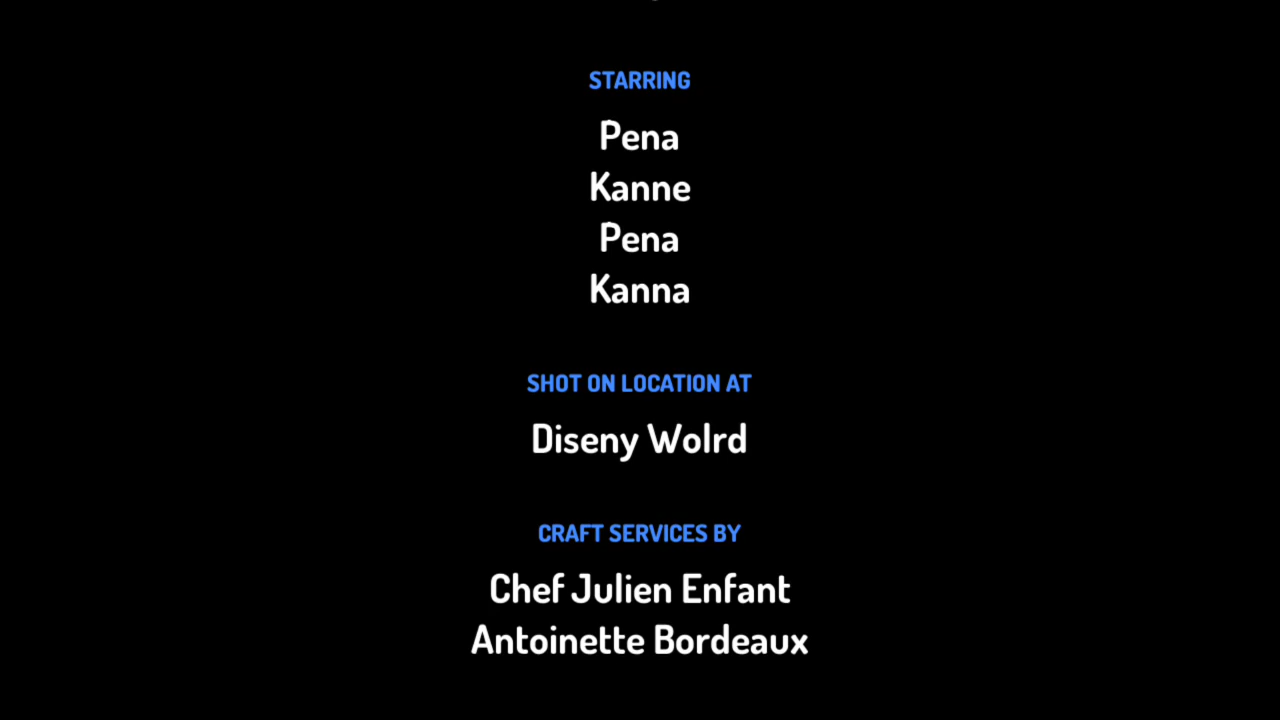 STARRING
Pena
Kanne
Pena
Kanna
SHOT ON LOCATION AT
Diseny Wolrd
CRAFT SERVICES BY
Chef Julien Enfant
Antoinette Bordeaux